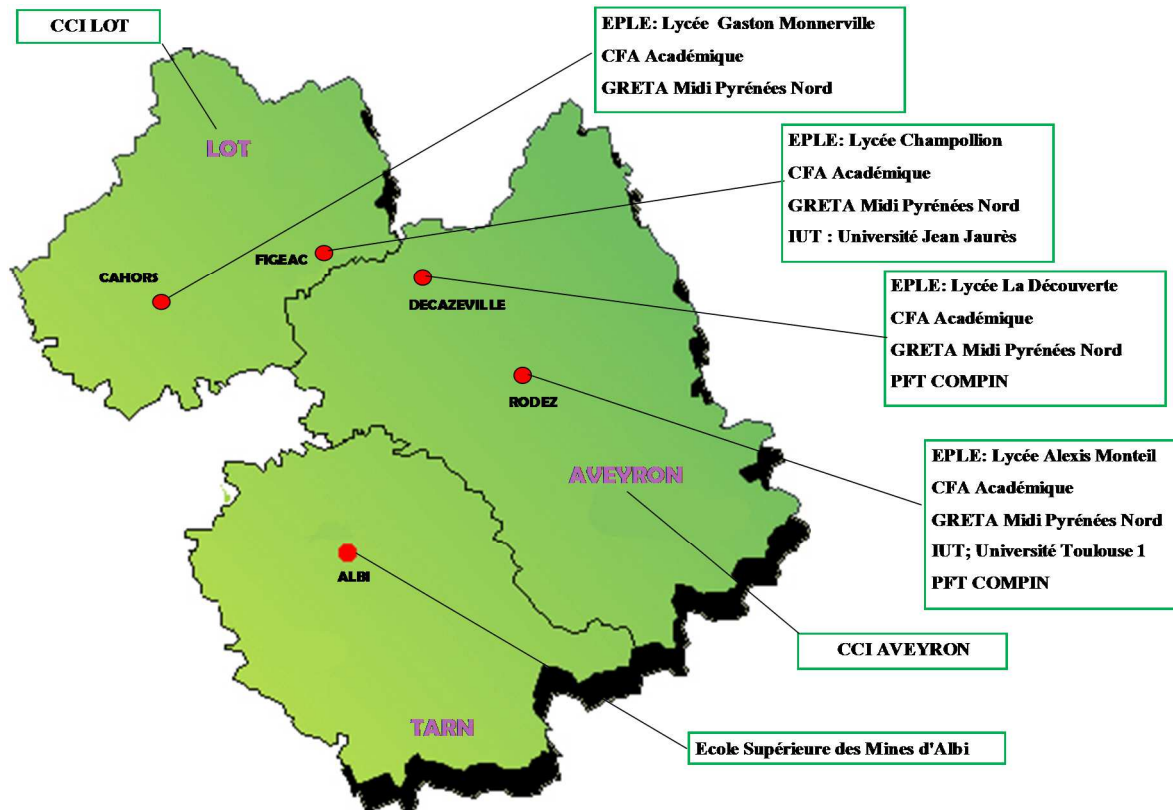 CCI LOT
EPLE: Lycée Gaston Monnerville
CFA Académique
GRETA Midi Pyrénées Nord
EPLE: Lycée Champollion
CFA Académique
GRETA Midi Pyrénées Nord
IUT : Université Jean Jaurès
LOT
FIGEAC
CAHORS
DECAZEVILLE
EPLE: Lycée La Découverte
CFA Académique
GRETA Midi Pyrénées Nord
PFT COMPIN
RODEZ
AVEYRON
EPLE: Lycée Alexis Monteil
CFA Académique
GRETA Midi Pyrénées Nord
IUT; Université Toulouse 1
PFT COMPIN
ALBI
CCI AVEYRON
TARN
Ecole Supérieure des Mines d'Albi